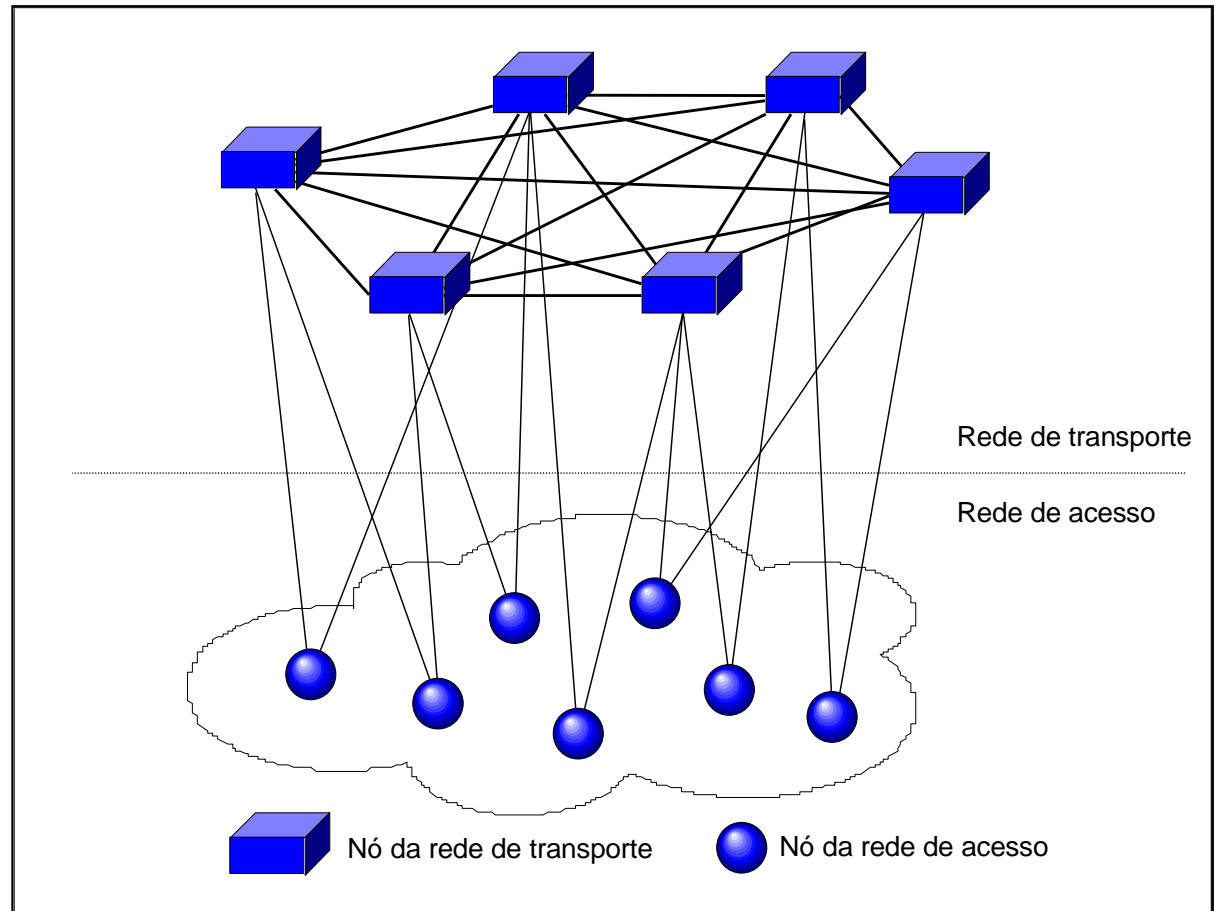 Rede de transporte
Rede de acesso
Nó da rede de transporte
Nó da rede de acesso